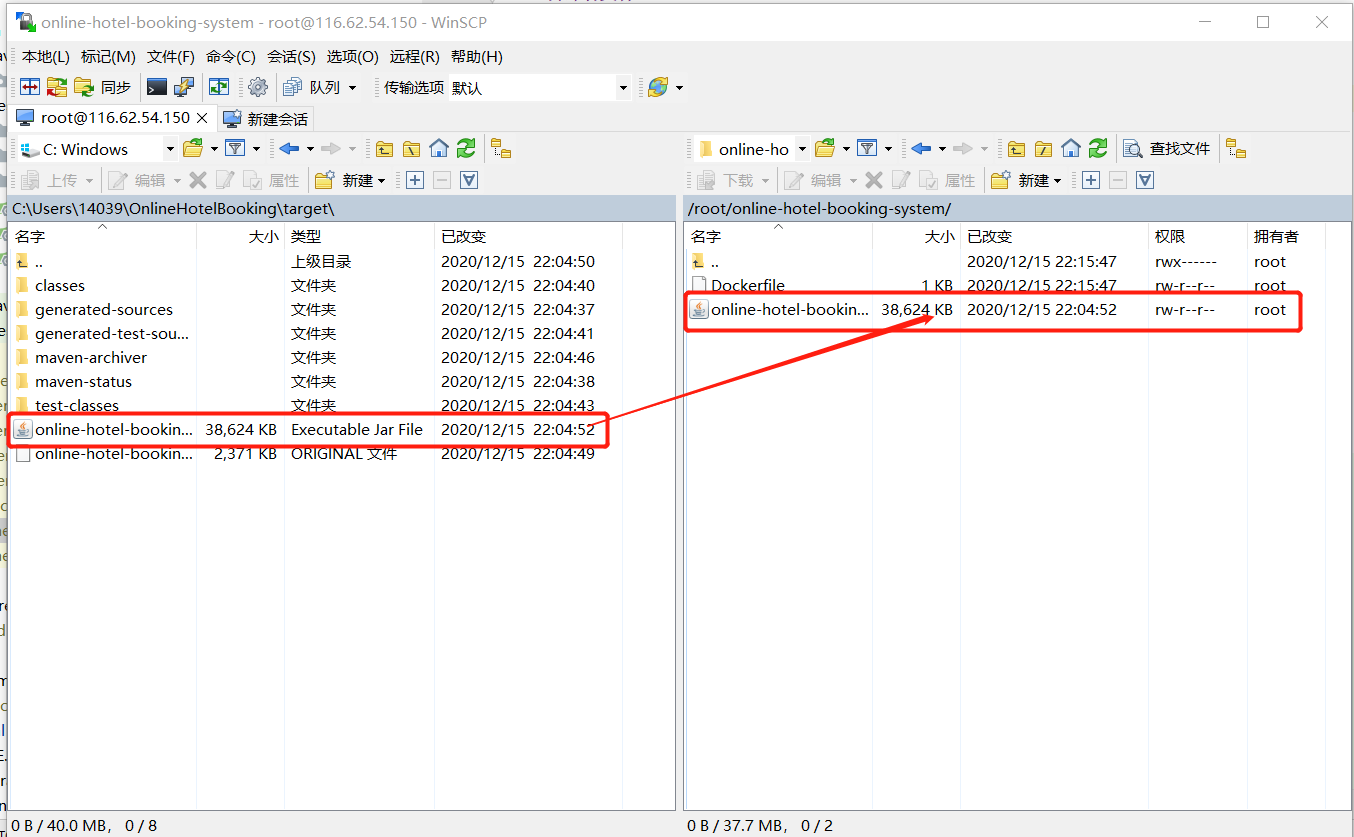 online-hotel-booking-system - root@116.62.54.150 - WinSCP
本地(L) 标记(M) 文件(F) 命令(C) 会话(S) 选项(O) 远程(R) 帮助(H)
同步 队列 传输选项 默认
root@116.62.54.150 新建会话
C: Windows online-ho 查找文件
上传 编辑 属性 新建 下载 编辑 属性 新建
C:\Users\14039\OnlineHotelBooking\target\ /root/online-hotel-booking-system/
名字 大小 类型 已改变 名字 大小 已改变 权限 拥有者
.. 上级目录 2020/12/15 22:04:50 .. 2020/12/15 22:15:47 rwx------ root
classes 文件夹 2020/12/15 22:04:40 Dockerfile 1 KB 2020/12/15 22:15:47 rw-r--r-- root
generated-sources 文件夹 2020/12/15 22:04:37 online-hotel-bookin... 38,624 KB 2020/12/15 22:04:52 rw-r--r-- root
generated-test-sou... 文件夹 2020/12/15 22:04:41
maven-archiver 文件夹 2020/12/15 22:04:46
maven-status 文件夹 2020/12/15 22:04:38
test-classes 文件夹 2020/12/15 22:04:43
online-hotel-bookin... 38,624 KB Executable Jar File 2020/12/15 22:04:52
online-hotel-bookin... 2,371 KB ORIGINAL 文件 2020/12/15 22:04:49
0 B / 40.0 MB, 0 / 8 0 B / 37.7 MB, 0 / 2